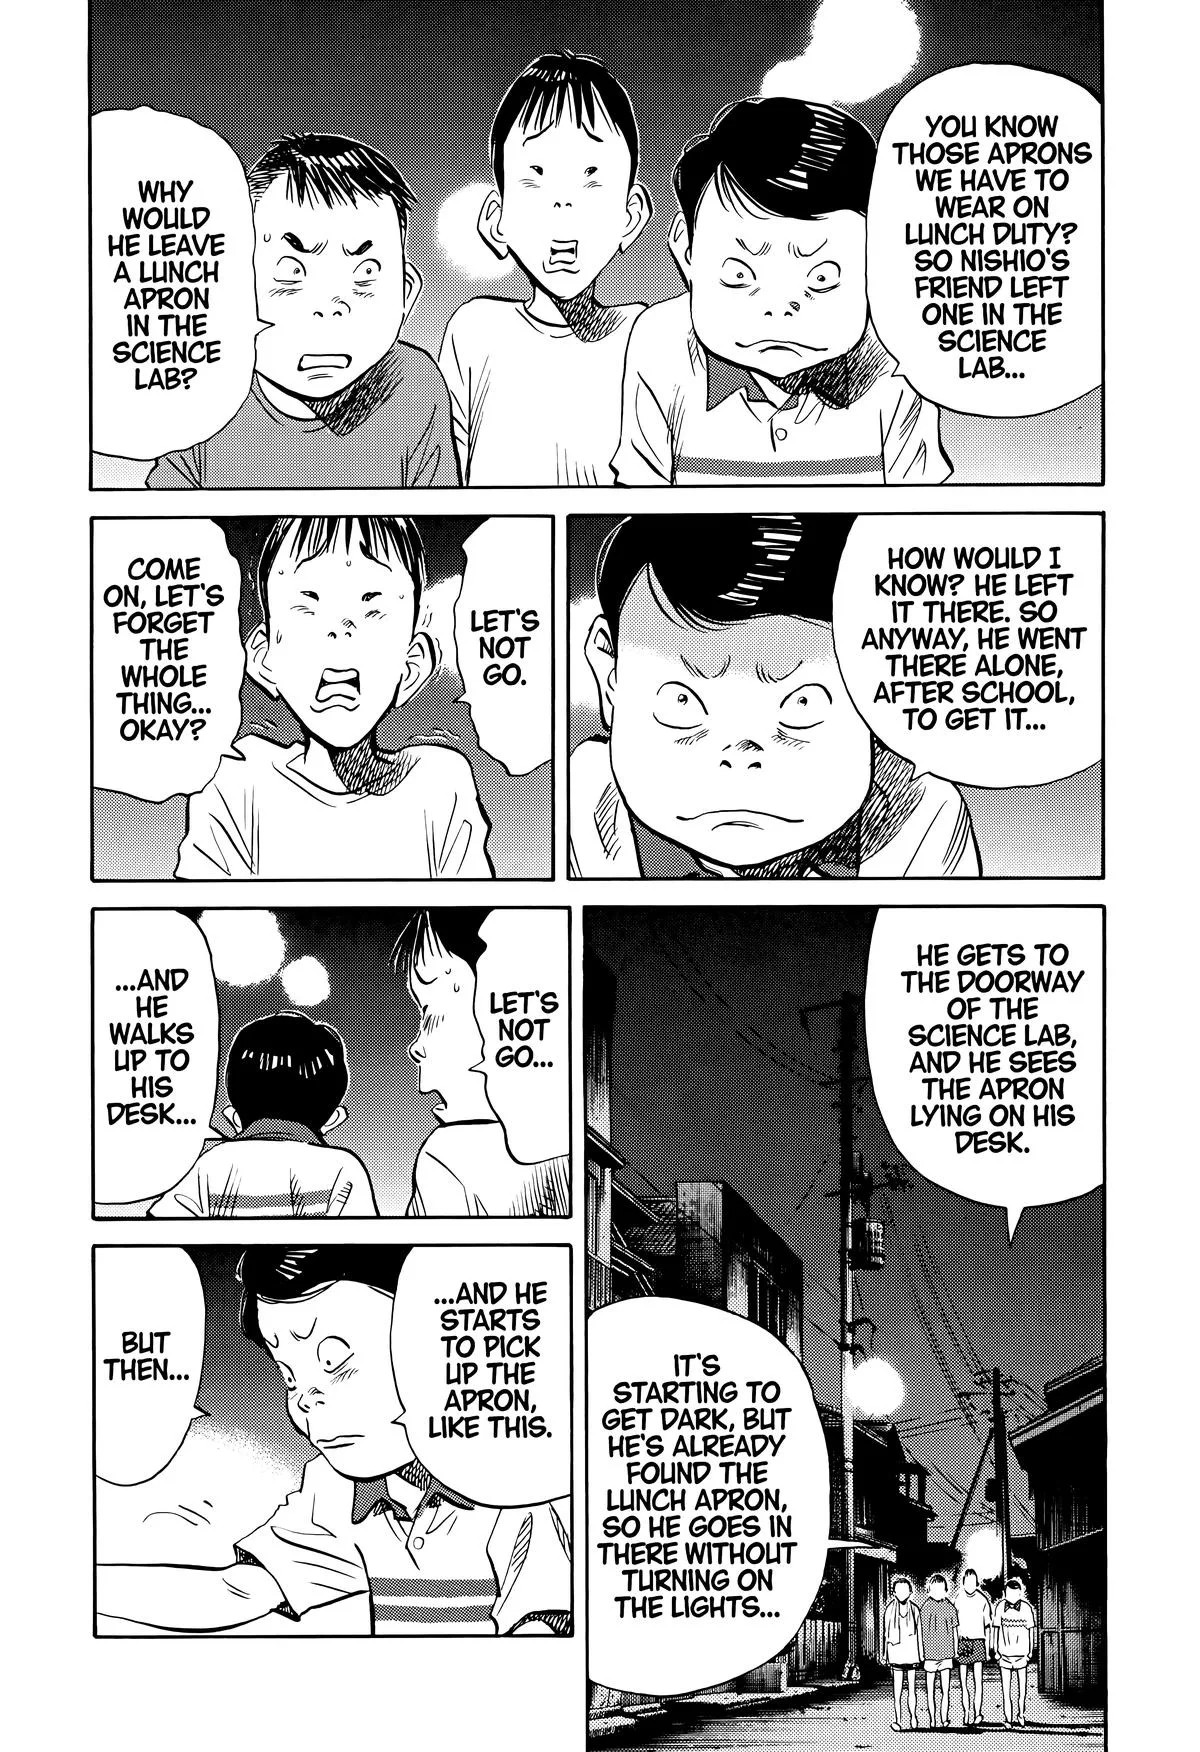 YOU KNOW
THOSE APRONS
WE HAVE TO
WEAR ON
LUNCH DUTY?
SO NISHIO'S
FRIEND LEFT
ONE IN THE
SCIENCE
LAB...
WHY
WOULD
HE LEAVE
A LUNCH
APRON
IN THE
SCIENCE
LAB?
HOW WOULD I
KNOW? HE LEFT
IT THERE. SO
ANYWAY, HE WENT
THERE ALONE,
AFTER SCHOOL,
TO GET IT...
LET'S
NOT
GO.
COME
ON, LET'S
FORGET
THE
WHOLE
THING...
OKAY?
HE GETS TO
THE DOORWAY
OF THE
SCIENCE LAB,
AND HE SEES
THE APRON
LYING ON HIS
DESK.
IT'S
STARTING TO
GET DARK, BUT
HE'S ALREADY
FOUND THE
LUNCH APRON,
SO HE GOES IN
THERE WITHOUT
TURNING ON
THE LIGHTS...
LET'S
NOT
GO...
...AND
HE
WALKS
UP TO
HIS
DESK...
...AND HE
STARTS
TO PICK
UP THE
APRON,
LIKE THIS.
BUT
THEN...